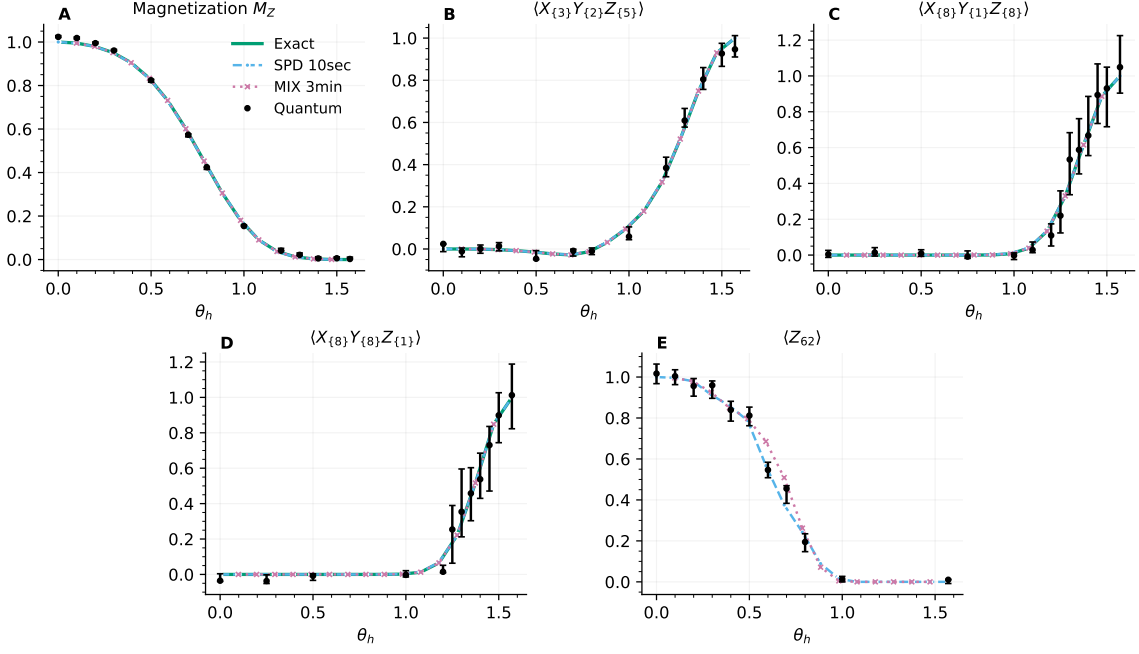 A Magnetization M_Z
1.0
0.8
0.6
0.4
0.2
0.0
0.0 0.5 1.0 1.5
θ_h
Exact
SPD 10sec
MIX 3min
Quantum
B ⟨X_{3}Y_{2}Z_{5}⟩
1.0
0.8
0.6
0.4
0.2
0.0
0.0 0.5 1.0 1.5
θ_h
C ⟨X_{8}Y_{1}Z_{8}⟩
1.2
1.0
0.8
0.6
0.4
0.2
0.0
0.0 0.5 1.0 1.5
θ_h
D ⟨X_{8}Y_{8}Z_{1}⟩
1.2
1.0
0.8
0.6
0.4
0.2
0.0
0.0 0.5 1.0 1.5
θ_h
E ⟨Z_62⟩
1.0
0.8
0.6
0.4
0.2
0.0
0.0 0.5 1.0 1.5
θ_h